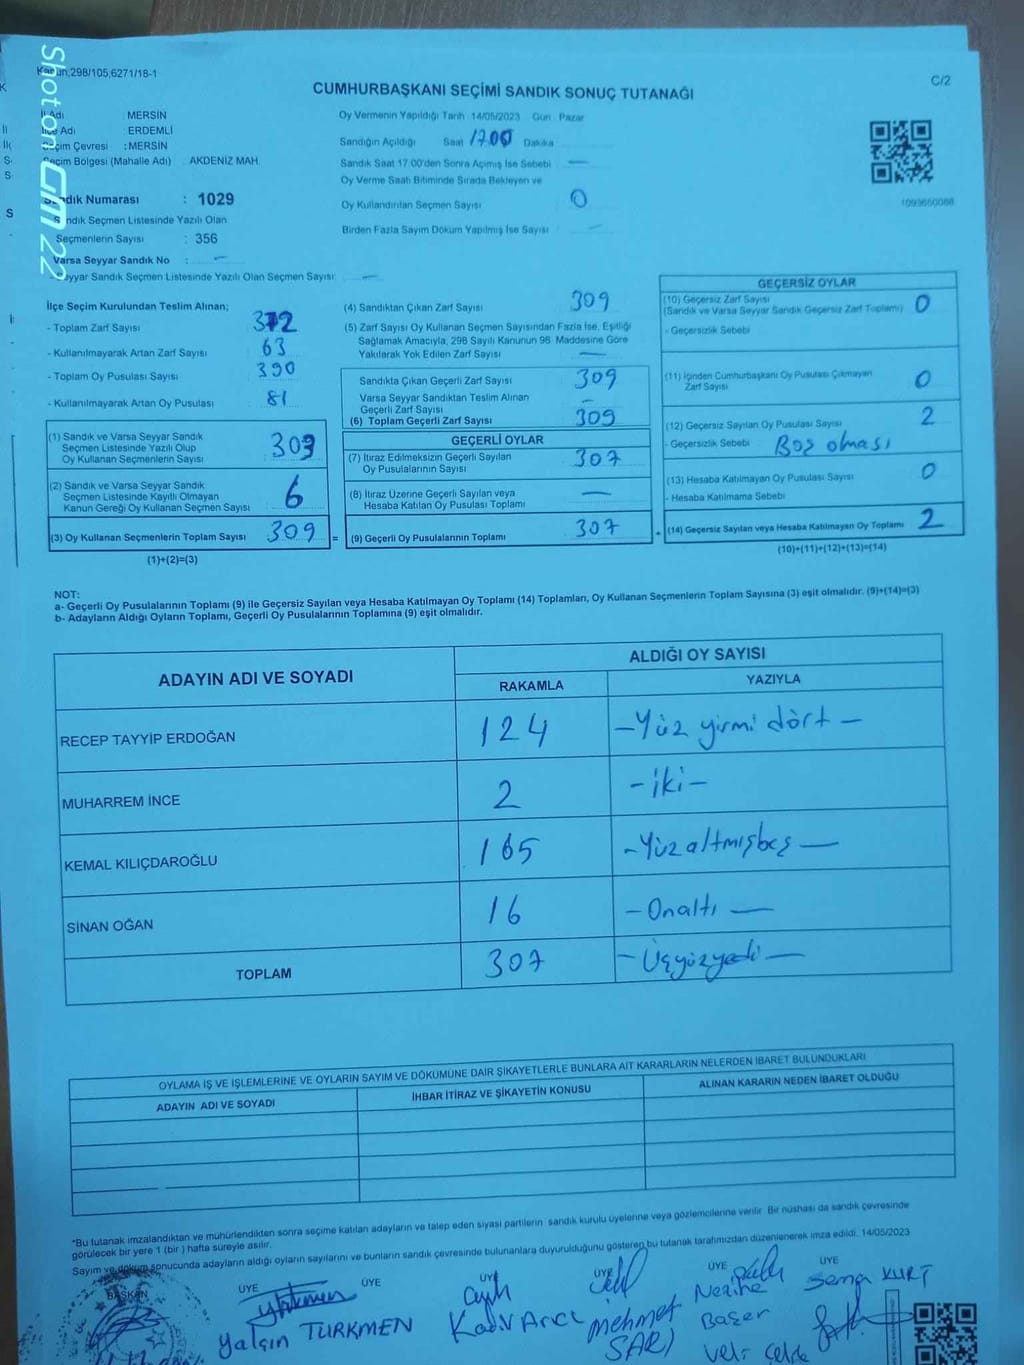 Shot on GM 22
Kanun,298/105,6271/18-1
C/2
CUMHURBAŞKANI SEÇİMİ SANDIK SONUÇ TUTANAĞI
İl Adı : MERSİN
İlçe Adı : ERDEMLİ
Seçim Çevresi : MERSİN
Seçim Bölgesi (Mahalle Adı) : AKDENİZ MAH.
Sandık Numarası : 1029
Sandık Seçmen Listesinde Yazılı Olan
Seçmenlerin Sayısı : 356
Varsa Seyyar Sandık No : —
Seyyar Sandık Seçmen Listesinde Yazılı Olan Seçmen Sayısı: —
Oy Vermenin Yapıldığı Tarih 14/05/2023 Gün Pazar
Sandığın Açıldığı Saat 17.00 Dakika
Sandık Saat 17.00'den Sonra Açımış İse Sebebi —
Oy Verme Saati Bitiminde Sırada Bekleyen ve
Oy Kullandırılan Seçmen Sayısı 0
Birden Fazla Sayım Döküm Yapılmış İse Sayısı —
1093650088
İlçe Seçim Kurulundan Teslim Alınan;
- Toplam Zarf Sayısı 372
- Kullanılmayarak Artan Zarf Sayısı 63
- Toplam Oy Pusulası Sayısı 390
- Kullanılmayarak Artan Oy Pusulası 81
(1) Sandık ve Varsa Seyyar Sandık
Seçmen Listesinde Yazılı Olup
Oy Kullanan Seçmenlerin Sayısı 303
(2) Sandık ve Varsa Seyyar Sandık
Seçmen Listesinde Kayıtlı Olmayan
Kanun Gereği Oy Kullanan Seçmen Sayısı 6
(3) Oy Kullanan Seçmenlerin Toplam Sayısı 309 =
(1)+(2)=(3)
(4) Sandıktan Çıkan Zarf Sayısı 309
(5) Zarf Sayısı Oy Kullanan Seçmen Sayısından Fazla İse, Eşitliği
Sağlamak Amacıyla, 298 Sayılı Kanunun 98. Maddesine Göre
Yakılarak Yok Edilen Zarf Sayısı —
Sandıkta Çıkan Geçerli Zarf Sayısı 309
Varsa Seyyar Sandıktan Teslim Alınan
Geçerli Zarf Sayısı —
(6) Toplam Geçerli Zarf Sayısı 309
GEÇERLİ OYLAR
(7) İtiraz Edilmeksizin Geçerli Sayılan
Oy Pusulalarının Sayısı 307
(8) İtiraz Üzerine Geçerli Sayılan veya
Hesaba Katılan Oy Pusulası Toplamı —
(9) Geçerli Oy Pusulalarının Toplamı 307 +
GEÇERSİZ OYLAR
(10) Geçersiz Zarf Sayısı
(Sandık ve Varsa Seyyar Sandık Geçersiz Zarf Toplamı) 0
- Geçersizlik Sebebi
(11) İçinden Cumhurbaşkanı Oy Pusulası Çıkmayan
Zarf Sayısı 0
(12) Geçersiz Sayılan Oy Pusulası Sayısı 2
- Geçersizlik Sebebi Boş olması
(13) Hesaba Katılmayan Oy Pusulası Sayısı 0
- Hesaba Katılmama Sebebi
(14) Geçersiz Sayılan veya Hesaba Katılmayan Oy Toplamı 2
(10)+(11)+(12)+(13)=(14)
NOT:
a- Geçerli Oy Pusulalarının Toplamı (9) ile Geçersiz Sayılan veya Hesaba Katılmayan Oy Toplamı (14) Toplamları, Oy Kullanan Seçmenlerin Toplam Sayısına (3) eşit olmalıdır. (9)+(14)=(3)
b- Adayların Aldığı Oyların Toplamı, Geçerli Oy Pusulalarının Toplamına (9) eşit olmalıdır.
ADAYIN ADI VE SOYADI
ALDIĞI OY SAYISI
RAKAMLA YAZIYLA
RECEP TAYYİP ERDOĞAN 124 – Yüz yirmi dört –
MUHARREM İNCE 2 – iki –
KEMAL KILIÇDAROĞLU 165 – Yüzaltmışbeş —
SİNAN OĞAN 16 – Onaltı —
TOPLAM 307 – Üçyüzyedi —
OYLAMA İŞ VE İŞLEMLERİNE VE OYLARIN SAYIM VE DÖKÜMÜNE DAİR ŞİKAYETLERLE BUNLARA AİT KARARLARIN NELERDEN İBARET BULUNDUKLARI
ADAYIN ADI VE SOYADI İHBAR İTİRAZ VE ŞİKAYETİN KONUSU ALINAN KARARIN NEDEN İBARET OLDUĞU
*Bu tutanak imzalandıktan ve mühürlendikten sonra seçime katılan adayların ve talep eden siyasi partilerin sandık kurulu üyelerine veya gözlemcilerine verilir. Bir nüshası da sandık çevresinde
görülecek bir yere 1 (bir ) hafta süreyle asılır.
Sayım ve döküm sonucunda adayların aldığı oyların sayılarını ve bunların sandık çevresinde bulunanlara duyurulduğunu gösteren bu tutanak tarafımızdan düzenlenerek imza edildi. 14/05/2023
BAŞKAN ÜYE ÜYE ÜYE ÜYE ÜYE ÜYE
Yalçın TÜRKMEN
Kadir Arıcı
Mehmet
SARI
Nezihe
Başer
Sema KURT
Veli Çelde